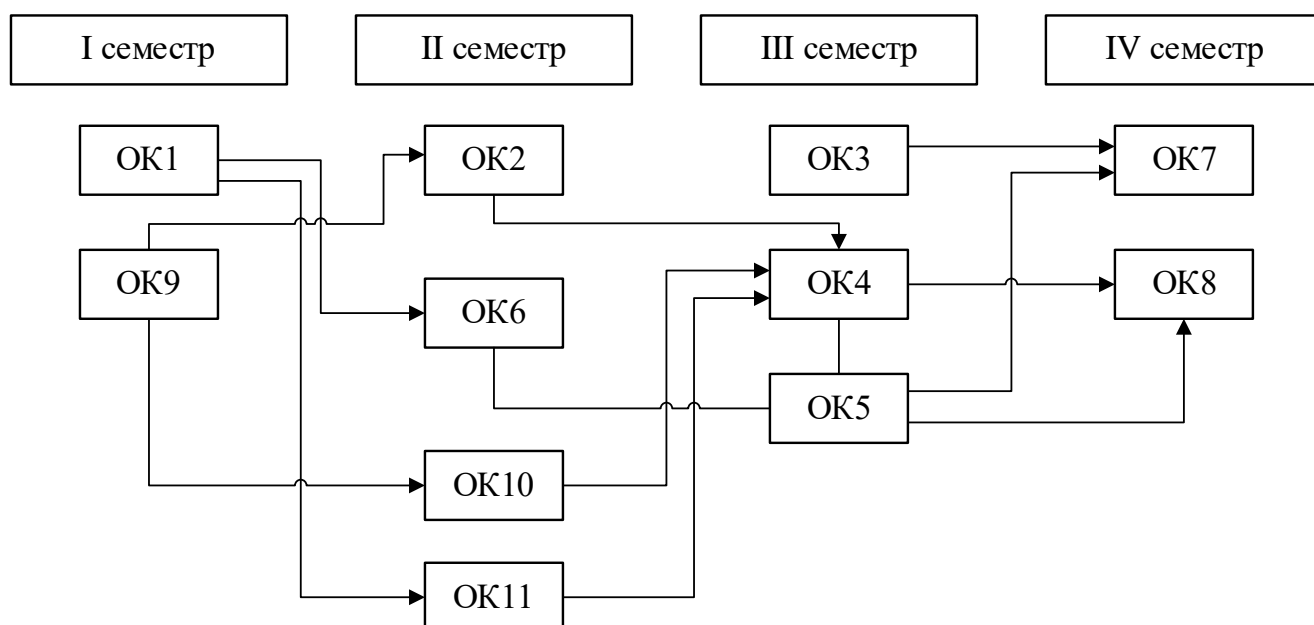 I семестр
II семестр
III семестр
IV семестр
ОК1
ОК2
ОК3
ОК7
ОК9
ОК6
ОК4
ОК8
ОК5
ОК10
ОК11